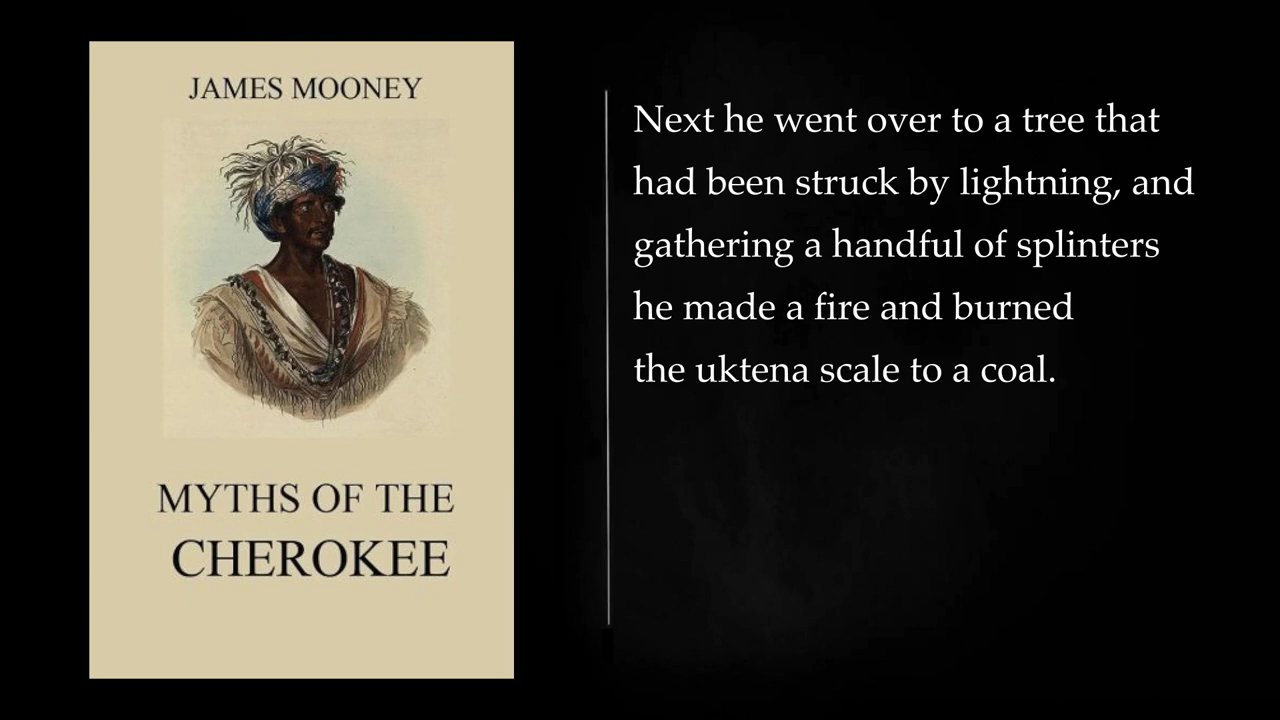 JAMES MOONEY
MYTHS OF THE
CHEROKEE
Next he went over to a tree that
had been struck by lightning, and
gathering a handful of splinters
he made a fire and burned
the uktena scale to a coal.